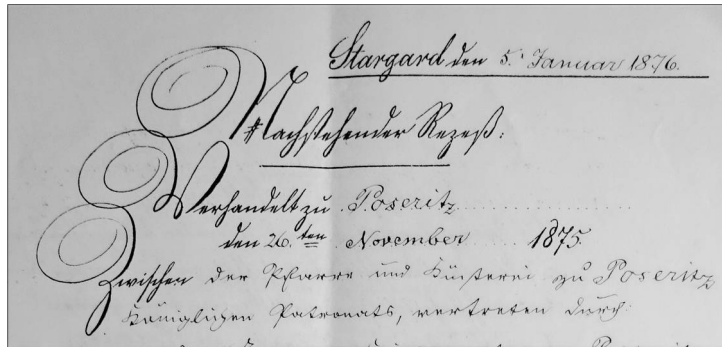 Stargard den 5. Januar 1876.
Nachstehender Rezeß:
Verhandelt zu Poseritz
den 26.ten November 1875.
Zwischen der Pfarre und Küsterei zu Poseritz
Königlichen Patronats, vertreten durch: